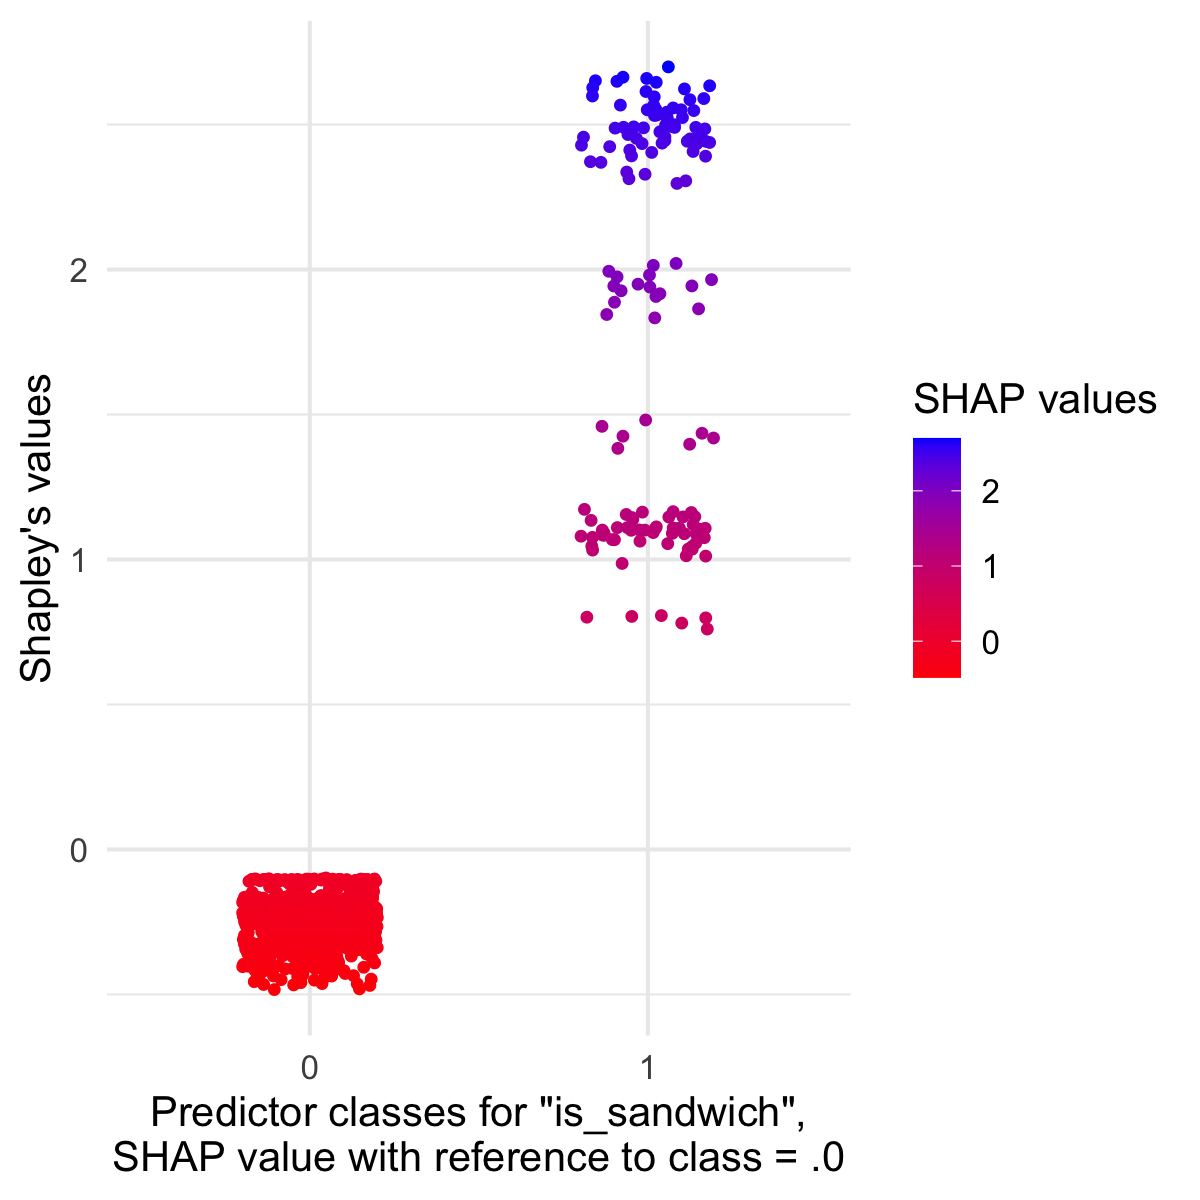 Shapley's values
2
1
0
0
1
Predictor classes for "is_sandwich",
SHAP value with reference to class = .0
SHAP values
2
1
0